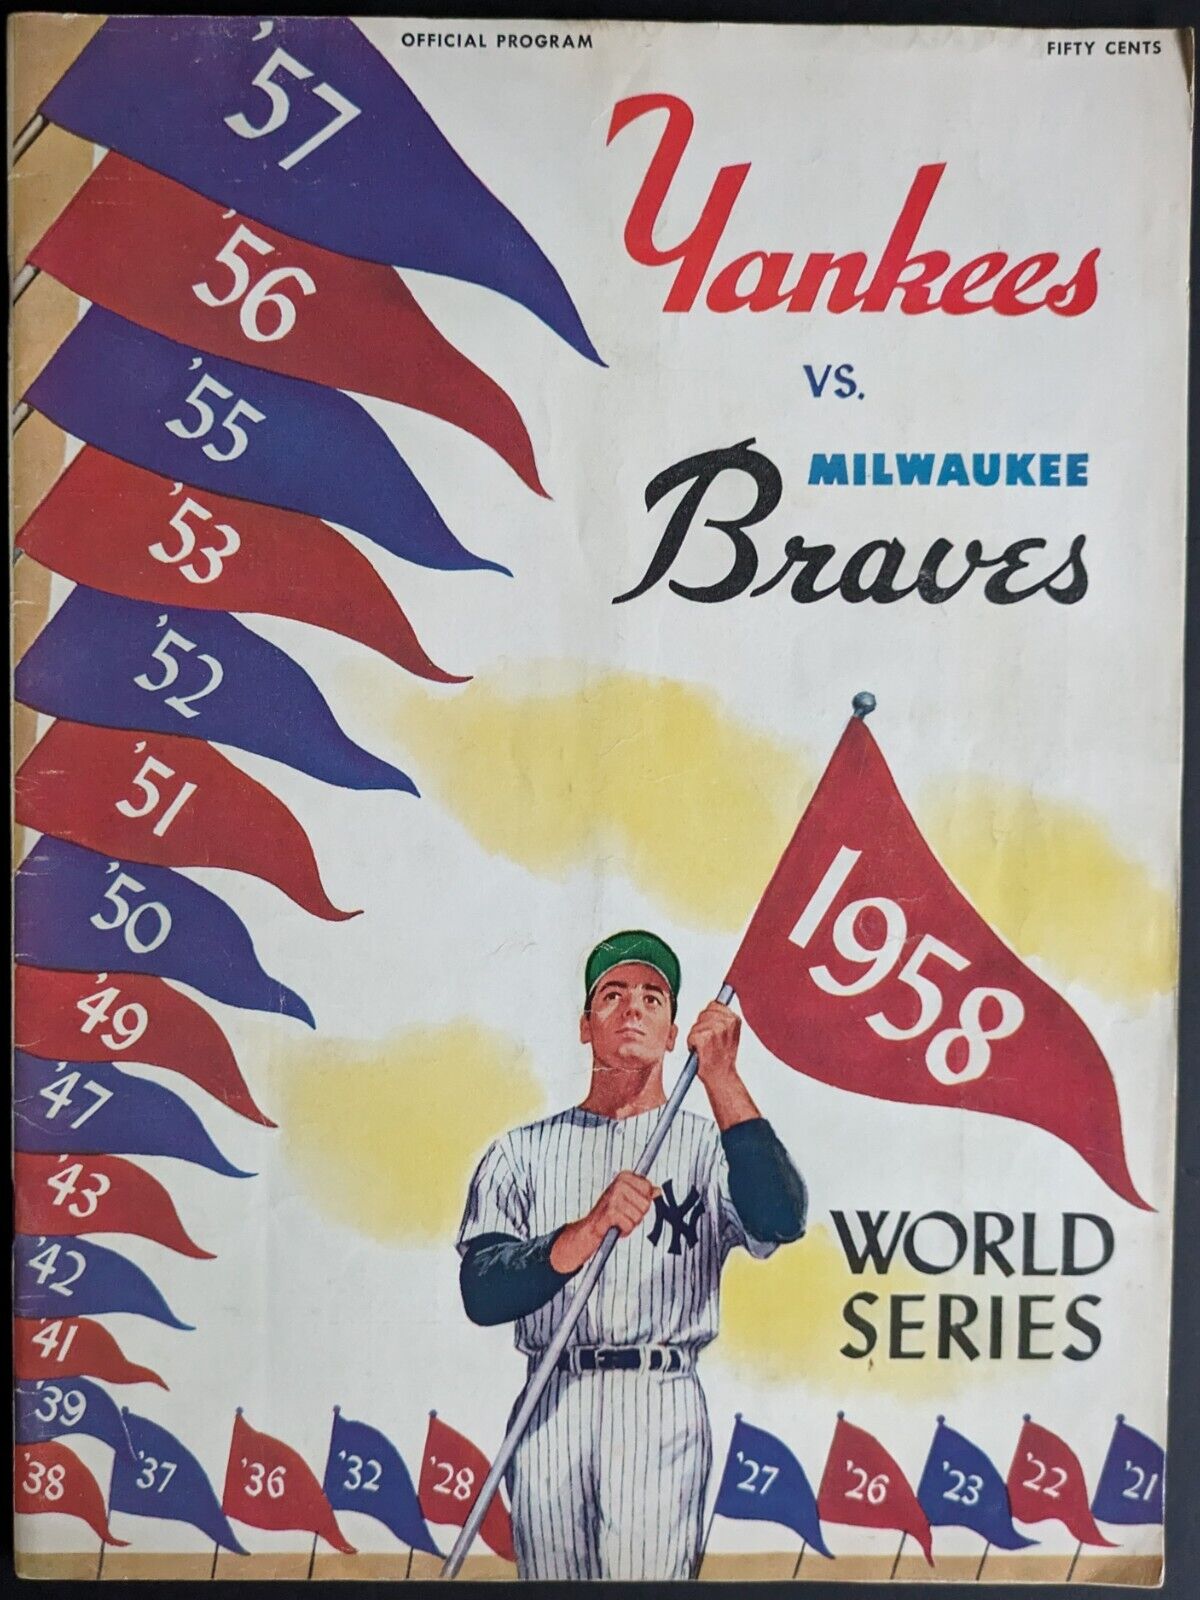 OFFICIAL PROGRAM
FIFTY CENTS
Yankees
VS.
MILWAUKEE
Braves
'57
'56
'55
'53
'52
'51
'50
'49
'47
'43
'42
'41
'39
'38
'37
'36
'32
'28
'27
'26
'23
'22
'21
1958
NY
WORLD
SERIES